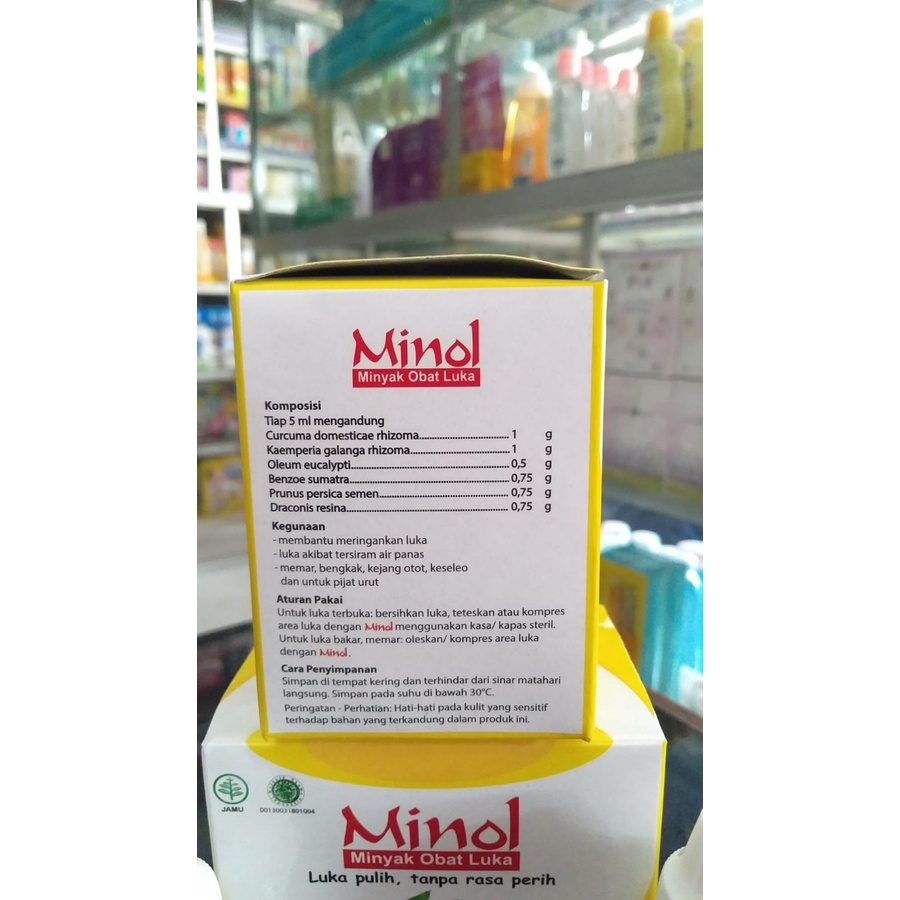 Minol
Minyak Obat Luka
Komposisi
Tiap 5 ml mengandung
Curcuma domesticae rhizoma.................................. 1 g
Kaemperia galanga rhizoma..................................... 1 g
Oleum eucalypti........................................................... 0,5 g
Benzoe sumatra............................................................ 0,75 g
Prunus persica semen................................................. 0,75 g
Draconis resina............................................................. 0,75 g
Kegunaan
- membantu meringankan luka
- luka akibat tersiram air panas
- memar, bengkak, kejang otot, keseleo
dan untuk pijat urut
Aturan Pakai
Untuk luka terbuka: bersihkan luka, teteskan atau kompres
area luka dengan Minol menggunakan kasa/ kapas steril.
Untuk luka bakar, memar: oleskan/ kompres area luka
dengan Minol.
Cara Penyimpanan
Simpan di tempat kering dan terhindar dari sinar matahari
langsung. Simpan pada suhu di bawah 30°C.
Peringatan - Perhatian: Hati-hati pada kulit yang sensitif
terhadap bahan yang terkandung dalam produk ini.
JAMU
00130031801004
Minol
Minyak Obat Luka
Luka pulih, tanpa rasa perih